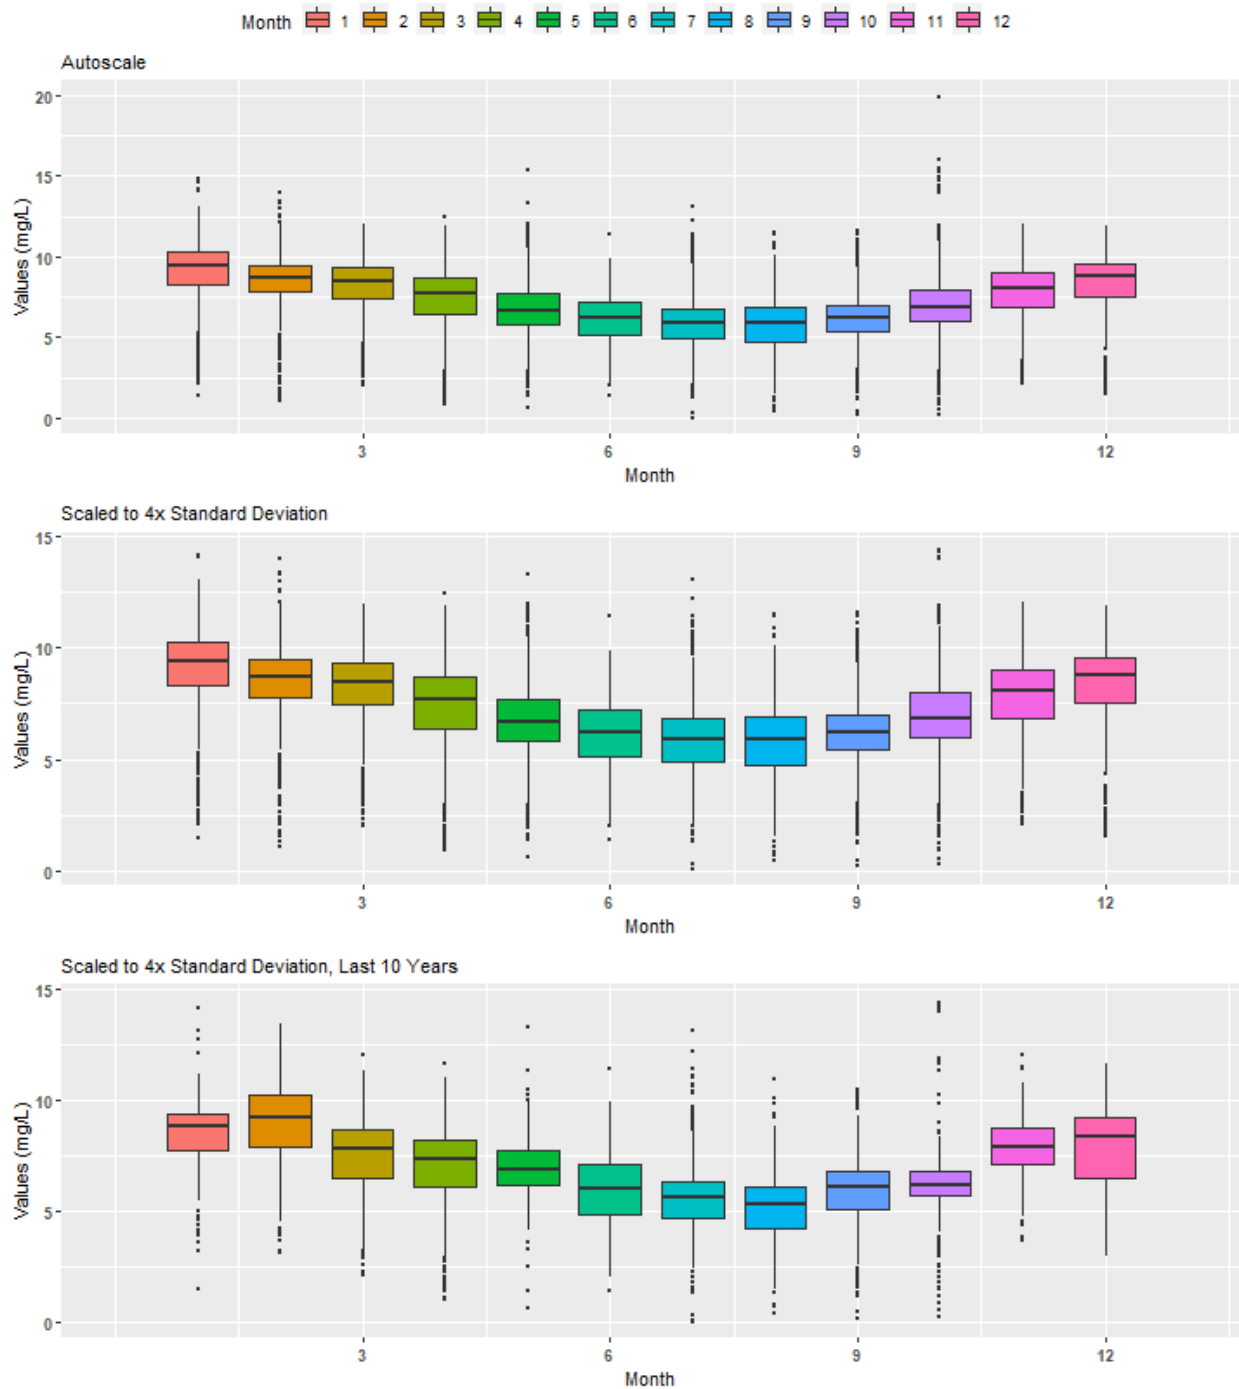 Month 1 2 3 4 5 6 7 8 9 10 11 12
Autoscale
Values (mg/L)
20
15
10
5
0
3 6 9 12
Month
Scaled to 4x Standard Deviation
Values (mg/L)
15
10
5
0
3 6 9 12
Month
Scaled to 4x Standard Deviation, Last 10 Years
Values (mg/L)
15
10
5
0
3 6 9 12
Month